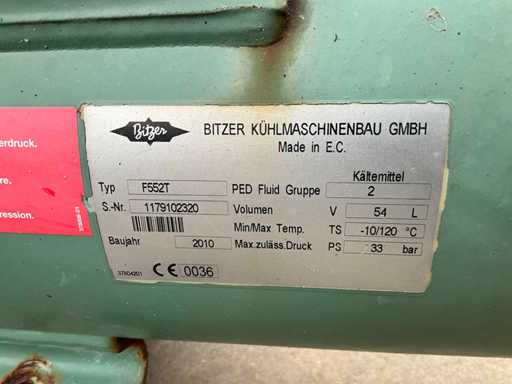 Bitzer
BITZER KÜHLMASCHINENBAU GMBH
Made in E.C.
Kältemittel
Typ F552T PED Fluid Gruppe 2
S.-Nr. 1179102320 Volumen V 54 L
Min/Max Temp. TS -10/120 °C
Baujahr 2010 Max.zuläss.Druck PS 33 bar
37604201 CE 0036
erdruck.
re.
ression.